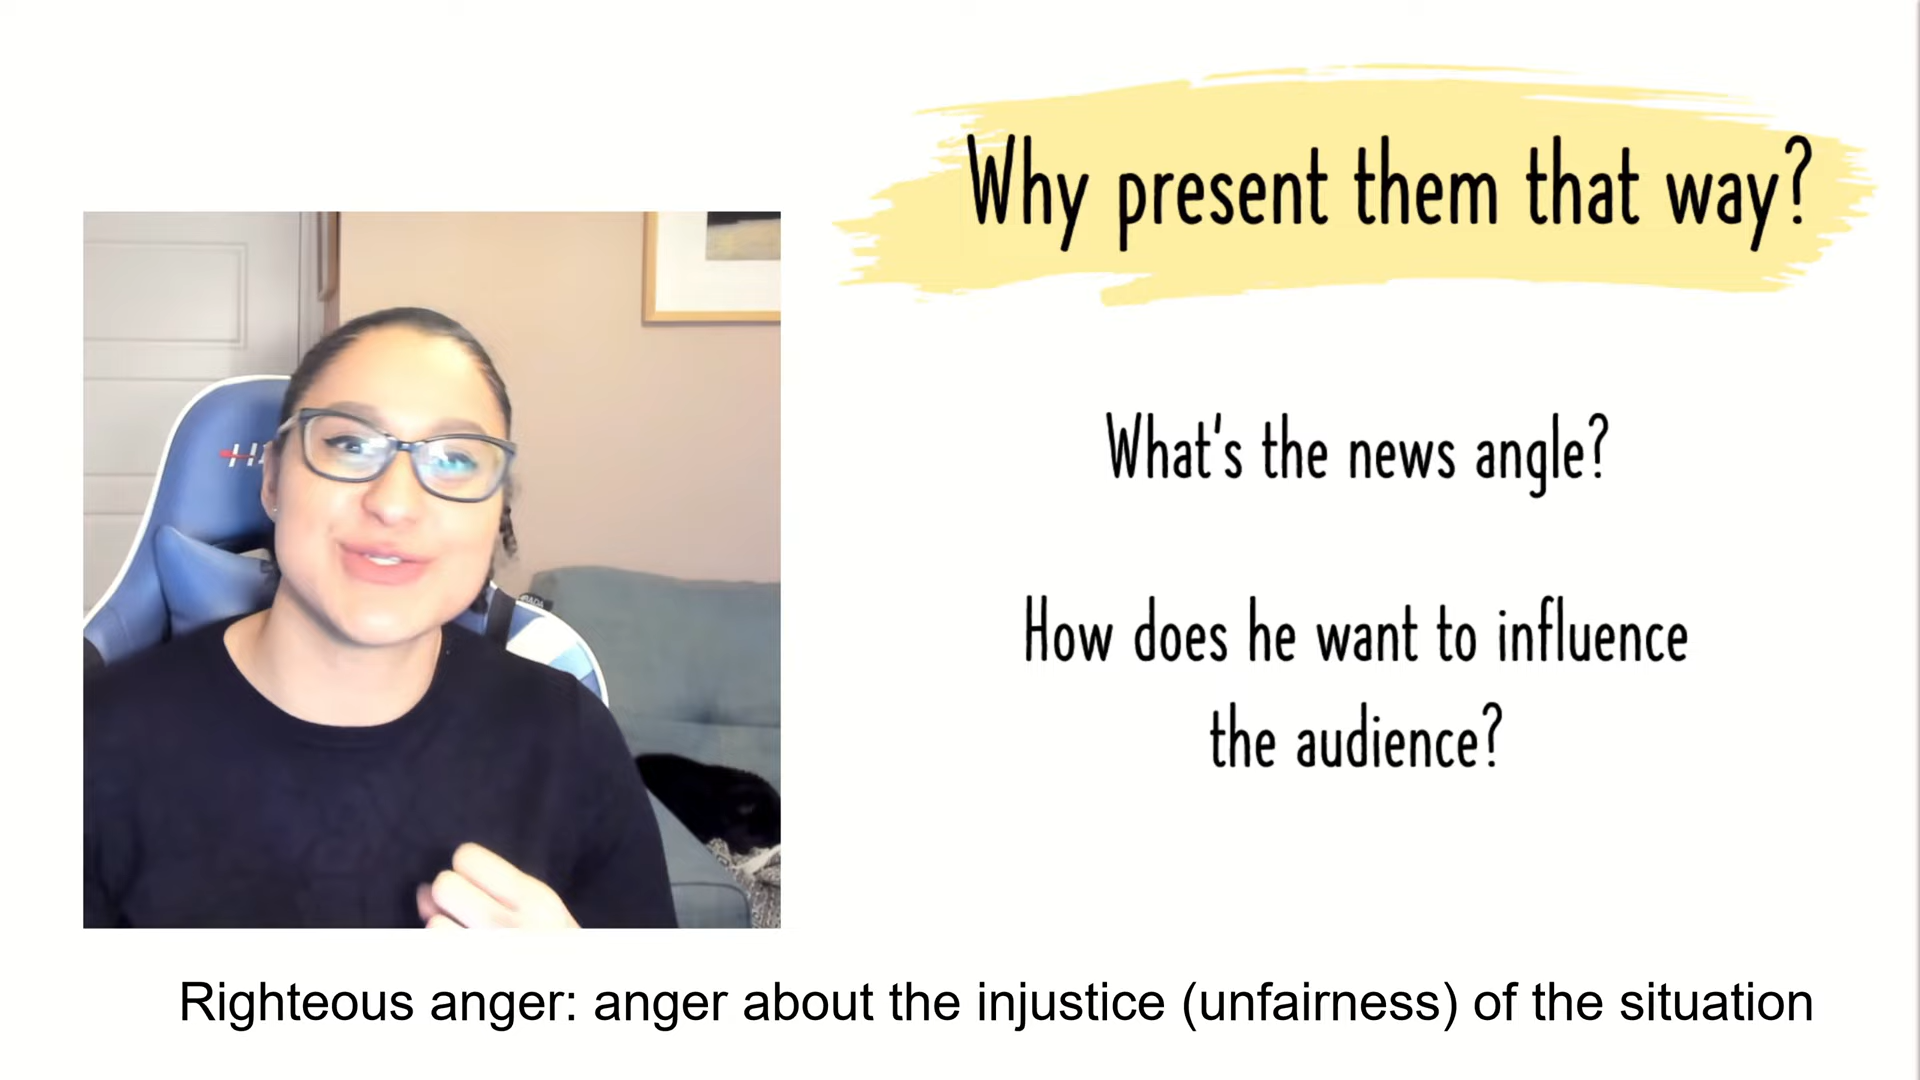 Why present them that way?
What's the news angle?
How does he want to influence
the audience?
Righteous anger: anger about the injustice (unfairness) of the situation